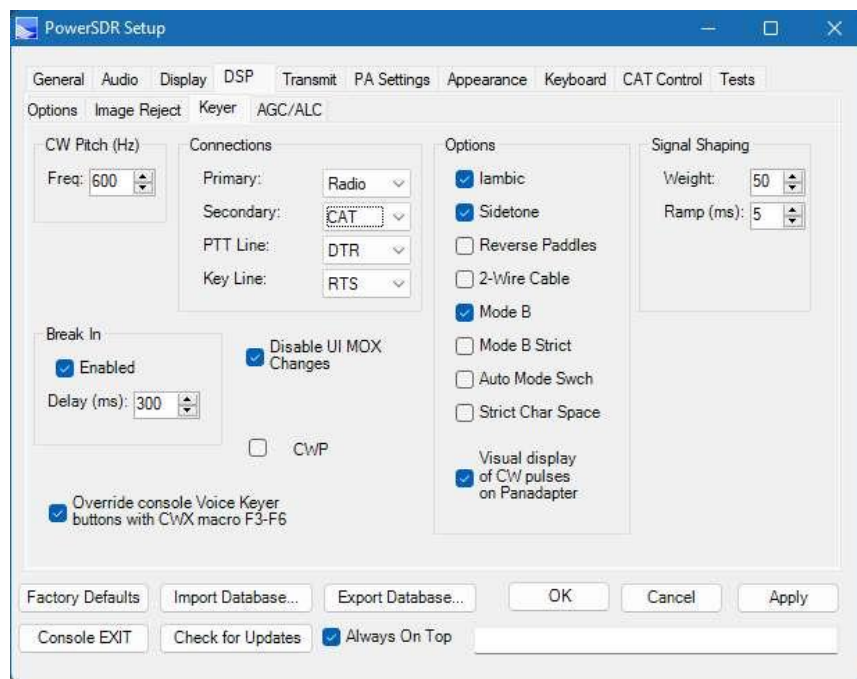 PowerSDR Setup
General Audio Display DSP Transmit PA Settings Appearance Keyboard CAT Control Tests
Options Image Reject Keyer AGC/ALC
CW Pitch (Hz)
Freq: 600
Connections
Primary: Radio
Secondary: CAT
PTT Line: DTR
Key Line: RTS
Options
Iambic
Sidetone
Reverse Paddles
2-Wire Cable
Mode B
Mode B Strict
Auto Mode Swch
Strict Char Space
Visual display
of CW pulses
on Panadapter
Signal Shaping
Weight: 50
Ramp (ms): 5
Break In
Enabled
Delay (ms): 300
Disable UI MOX
Changes
CWP
Override console Voice Keyer
buttons with CWX macro F3-F6
Factory Defaults Import Database... Export Database... OK Cancel Apply
Console EXIT Check for Updates Always On Top